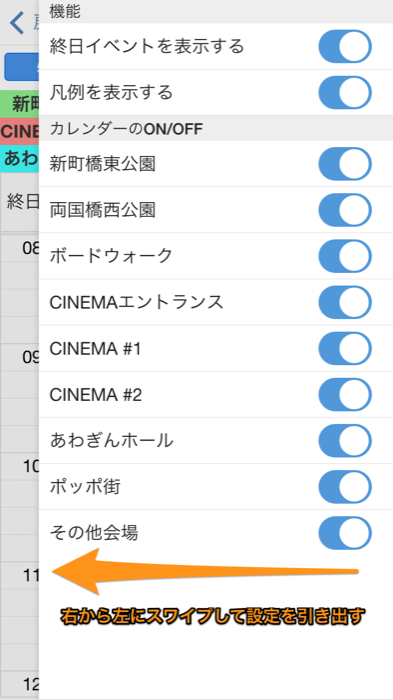 機能
終日イベントを表示する
凡例を表示する
カレンダーのON/OFF
新町橋東公園
両国橋西公園
ボードウォーク
CINEMAエントランス
CINEMA #1
CINEMA #2
あわぎんホール
ポッポ街
その他会場
右から左にスワイプして設定を引き出す
新町
CINE
あわ
終日
08
09
10
11
12